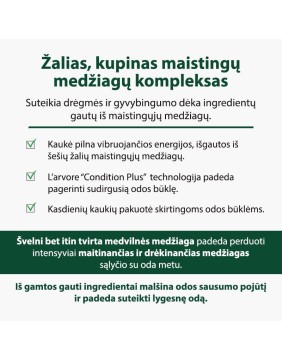 Žalias, kupinas maistingų
medžiagų kompleksas
Suteikia drėgmės ir gyvybingumo dėka ingredientų
gautų iš maistingųjų medžiagų.
Kaukė pilna vibruojančios energijos, išgautos iš
šešių žalių maistingųjų medžiagų.
L'arvore “Condition Plus” technologija padeda
pagerinti sudirgusią odos būklę.
Kasdienių kaukių pakuotė skirtingoms odos būklėms.
Švelni bet itin tvirta medvilnės medžiaga padeda perduoti
intensyviai maitinančias ir drėkinančias medžiagas
sąlyčio su oda metu.
Iš gamtos gauti ingredientai malšina odos sausumo pojūtį
ir padeda suteikti lygesnę odą.